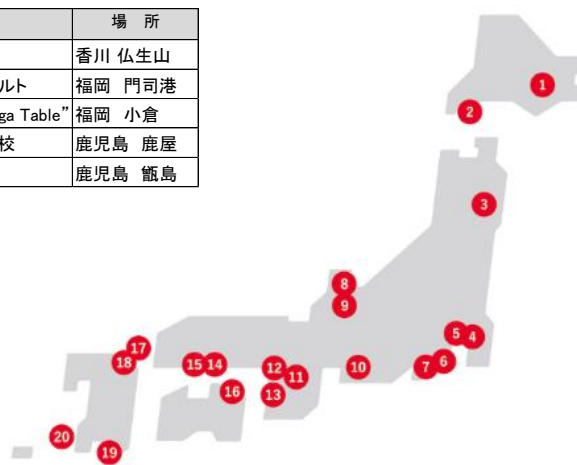 場 所
香川 仏生山
ルト 福岡 門司港
ga Table” 福岡 小倉
校 鹿児島 鹿屋
鹿児島 甑島
1
2
3
8
9
5 4
17
18 15 14 12 11 10 7 6
16 13
20
19